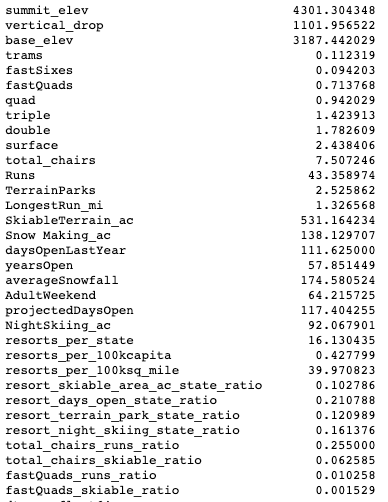 summit_elev 4301.304348
vertical_drop 1101.956522
base_elev 3187.442029
trams 0.112319
fastSixes 0.094203
fastQuads 0.713768
quad 0.942029
triple 1.423913
double 1.782609
surface 2.438406
total_chairs 7.507246
Runs 43.358974
TerrainParks 2.525862
LongestRun_mi 1.326568
SkiableTerrain_ac 531.164234
Snow Making_ac 138.129707
daysOpenLastYear 111.625000
yearsOpen 57.851449
averageSnowfall 174.580524
AdultWeekend 64.215725
projectedDaysOpen 117.404255
NightSkiing_ac 92.067901
resorts_per_state 16.130435
resorts_per_100kcapita 0.427799
resorts_per_100ksq_mile 39.970823
resort_skiable_area_ac_state_ratio 0.102786
resort_days_open_state_ratio 0.210788
resort_terrain_park_state_ratio 0.120989
resort_night_skiing_state_ratio 0.161376
total_chairs_runs_ratio 0.255000
total_chairs_skiable_ratio 0.062585
fastQuads_runs_ratio 0.010258
fastQuads_skiable_ratio 0.001529